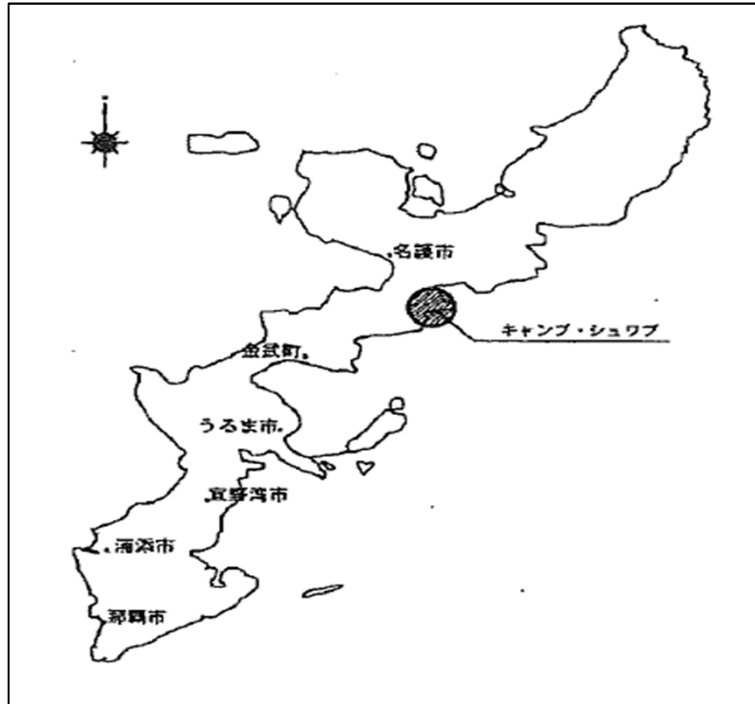 名護市
キャンプ・シュワブ
金武町
うるま市
宜野湾市
浦添市
那覇市